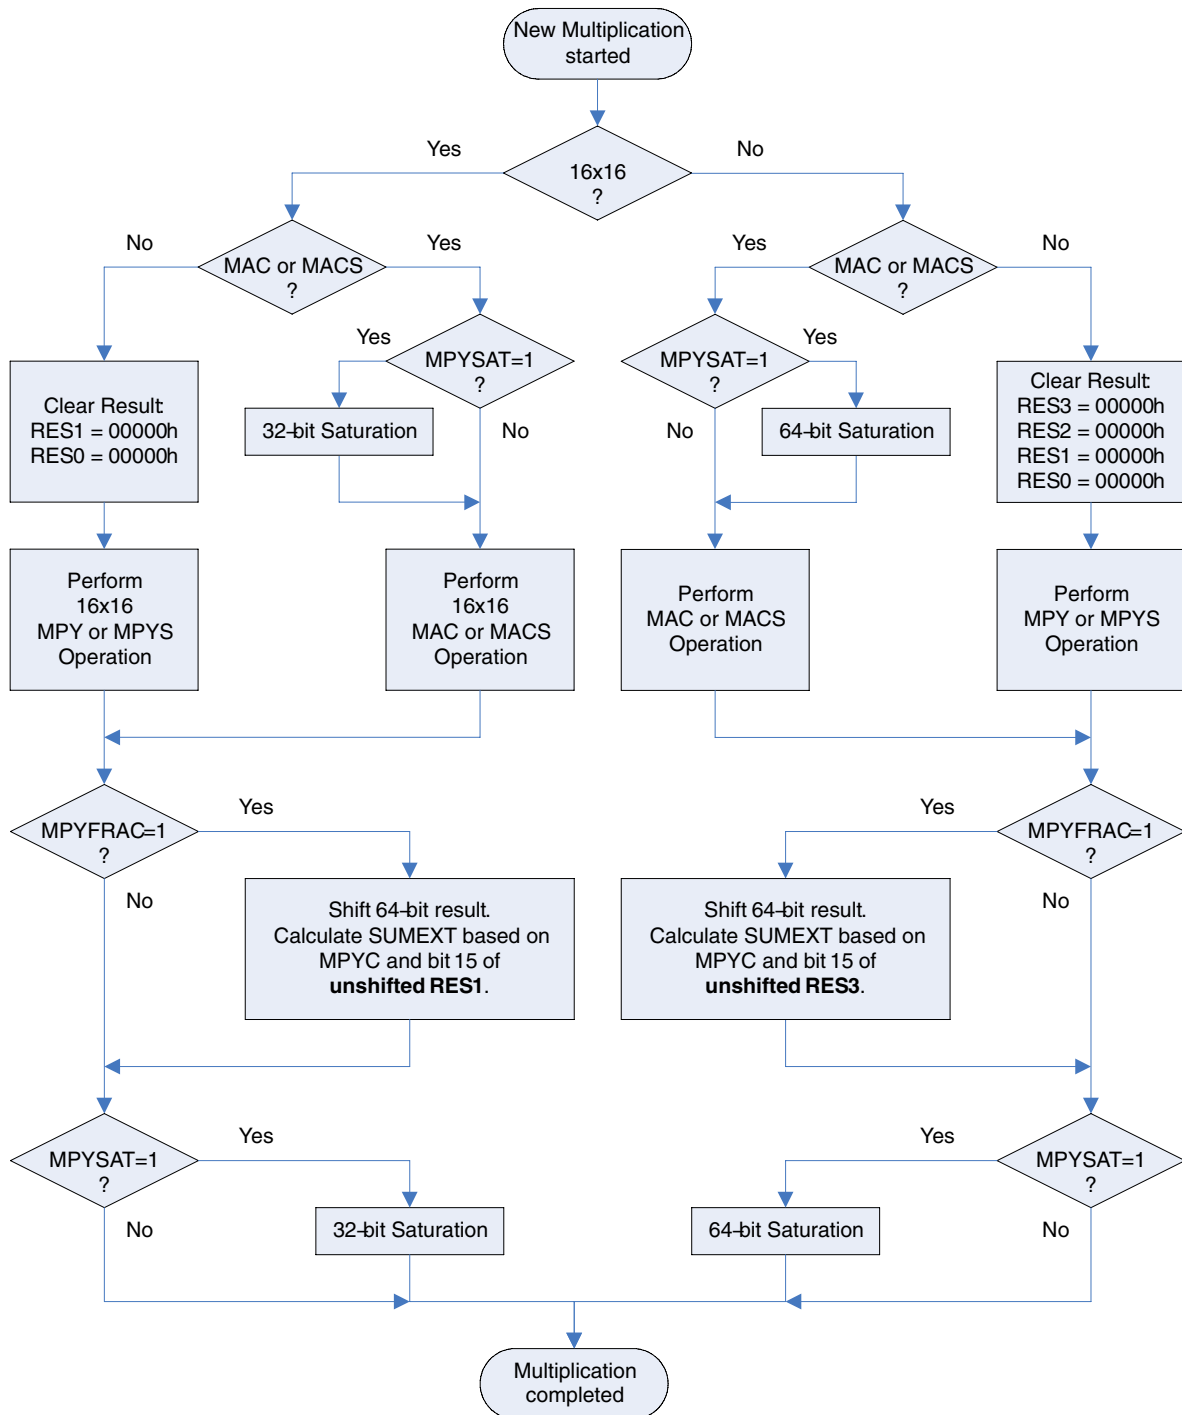 New Multiplication
started
Yes
No
16x16
?
No
Yes
Yes
No
MAC or MACS
?
MAC or MACS
?
Yes
Yes
MPYSAT=1
?
MPYSAT=1
?
Clear Result
RES1 = 00000h
RES0 = 00000h
32-bit Saturation
No
No
64-bit Saturation
Clear Result
RES3 = 00000h
RES2 = 00000h
RES1 = 00000h
RES0 = 00000h
Perform
16x16
MPY or MPYS
Operation
Perform
16x16
MAC or MACS
Operation
Perform
MAC or MACS
Operation
Perform
MPY or MPYS
Operation
MPYFRAC=1
?
Yes
Yes
MPYFRAC=1
?
No
No
Shift 64-bit result.
Calculate SUMEXT based on
MPYC and bit 15 of
unshifted RES1.
Shift 64-bit result.
Calculate SUMEXT based on
MPYC and bit 15 of
unshifted RES3.
MPYSAT=1
?
Yes
Yes
MPYSAT=1
?
No
32-bit Saturation
64-bit Saturation
No
Multiplication
completed